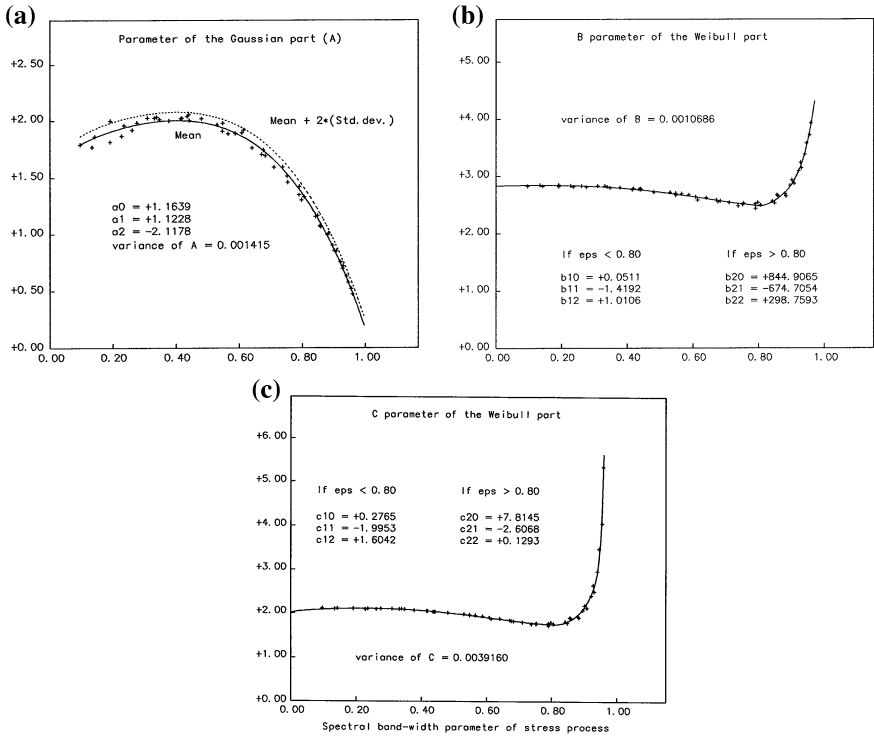 (a)
Parameter of the Gaussian part (A)
+2.50
+2.00
+1.50
+1.00
+0.50
+0.00
Mean + 2*(Std.dev.)
Mean
a0 = +1.1639
a1 = +1.1228
a2 = -2.1178
variance of A = 0.001415
0.00 0.20 0.40 0.60 0.80 1.00
(b)
B parameter of the Weibull part
+5.00
+4.00
+3.00
+2.00
+1.00
+0.00
variance of B = 0.0010686
If eps < 0.80
b10 = +0.0511
b11 = -1.4192
b12 = +1.0106
If eps > 0.80
b20 = +844.9065
b21 = -674.7054
b22 = +298.7593
0.00 0.20 0.40 0.60 0.80 1.00
(c)
C parameter of the Weibull part
+6.00
+5.00
+4.00
+3.00
+2.00
+1.00
+0.00
If eps < 0.80
c10 = +0.2765
c11 = -1.9953
c12 = +1.6042
If eps > 0.80
c20 = +7.8145
c21 = -2.6068
c22 = +0.1293
variance of C = 0.0039160
0.00 0.20 0.40 0.60 0.80 1.00
Spectral band-width parameter of stress process